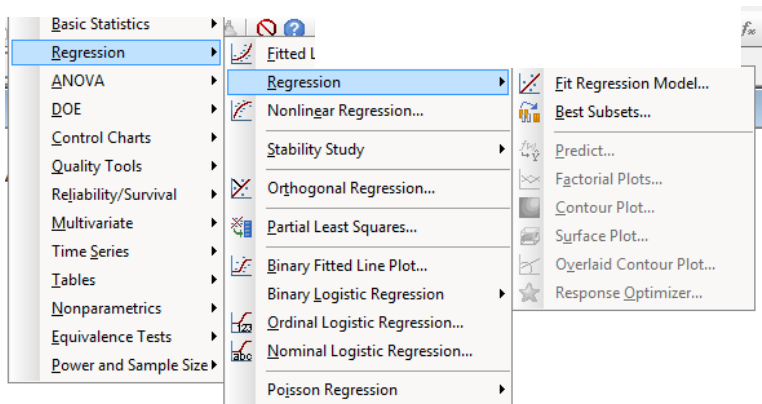 Basic Statistics
Regression
ANOVA
DOE
Control Charts
Quality Tools
Reliability/Survival
Multivariate
Time Series
Tables
Nonparametrics
Equivalence Tests
Power and Sample Size
Fitted L
Regression
Nonlinear Regression...
Stability Study
Orthogonal Regression...
Partial Least Squares...
Binary Fitted Line Plot...
Binary Logistic Regression
123
Ordinal Logistic Regression...
abc
Nominal Logistic Regression...
Poisson Regression
Fit Regression Model...
Best Subsets...
Predict...
Factorial Plots...
Contour Plot...
Surface Plot...
Overlaid Contour Plot...
Response Optimizer...